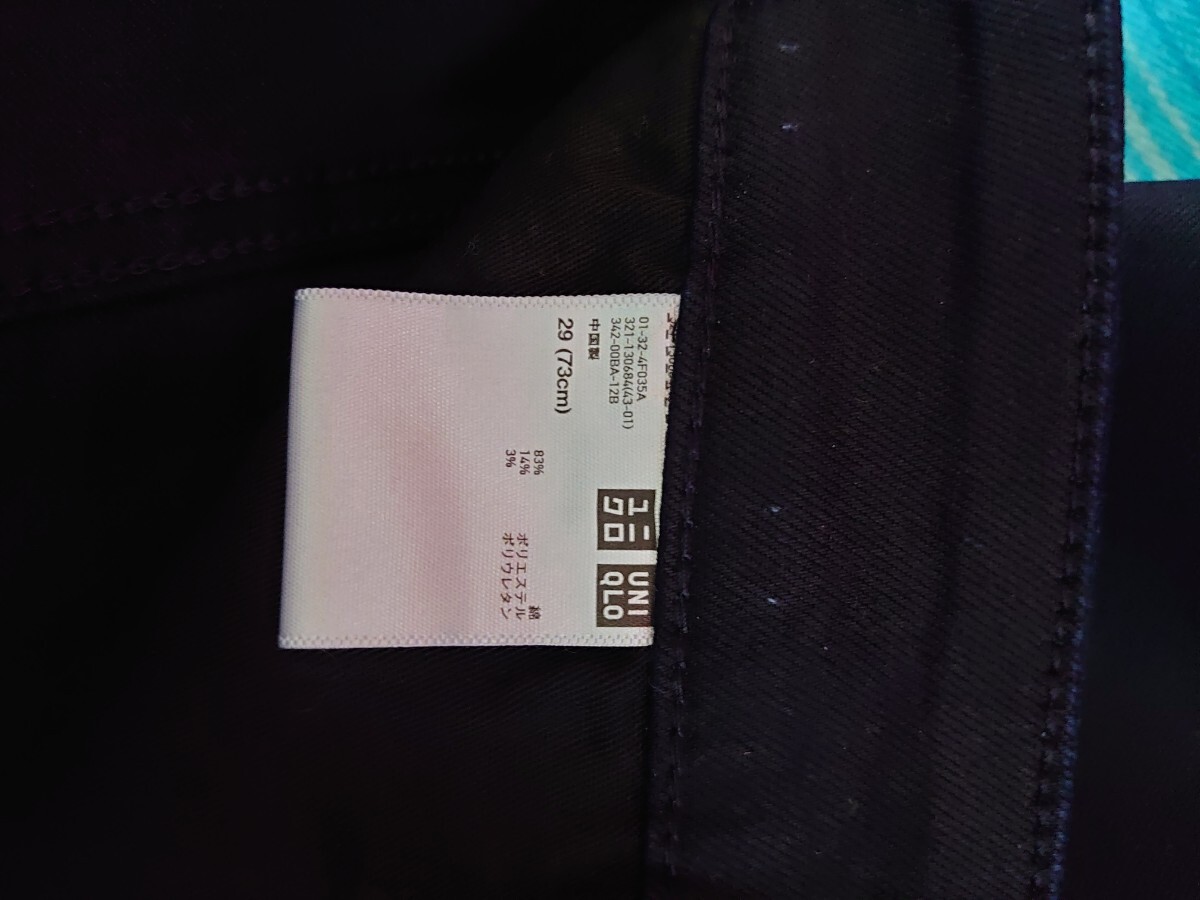 ユニ
クロ
UNI
QLO
01-32-4F035A
321-130684(43-01)
342-00BA-12B
中国製
29 (73cm)
綿 83%
ポリエステル 14%
ポリウレタン 3%